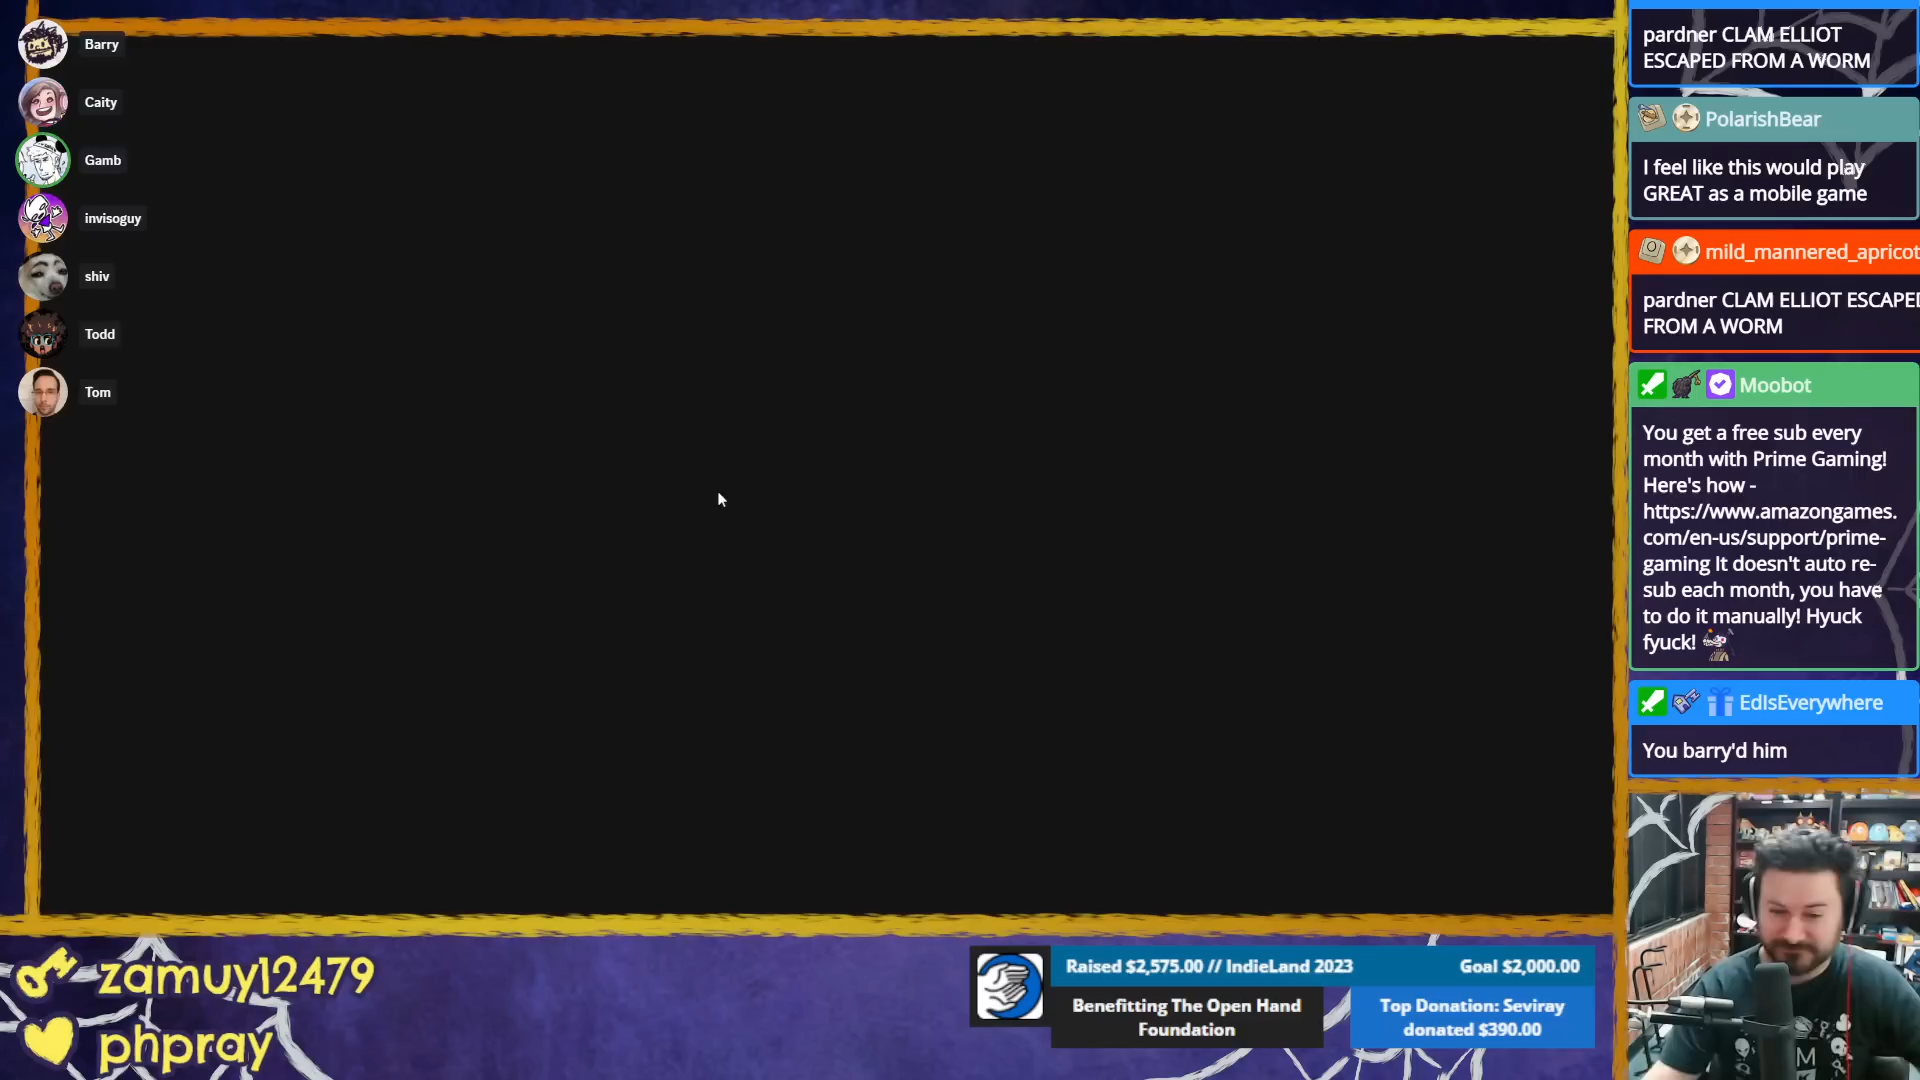 Barry
Caity
Gamb
invisoguy
shiv
Todd
Tom
pardner CLAM ELLIOT
ESCAPED FROM A WORM
PolarishBear
I feel like this would play
GREAT as a mobile game
mild_mannered_apricot
pardner CLAM ELLIOT ESCAPED
FROM A WORM
Moobot
You get a free sub every
month with Prime Gaming!
Here's how -
https://www.amazongames.
com/en-us/support/prime-
gaming It doesn't auto re-
sub each month, you have
to do it manually! Hyuck
fyuck!
EdIsEverywhere
You barry'd him
zamuy12479
phpray
Raised $2,575.00 // IndieLand 2023
Goal $2,000.00
Benefitting The Open Hand
Foundation
Top Donation: Seviray
donated $390.00